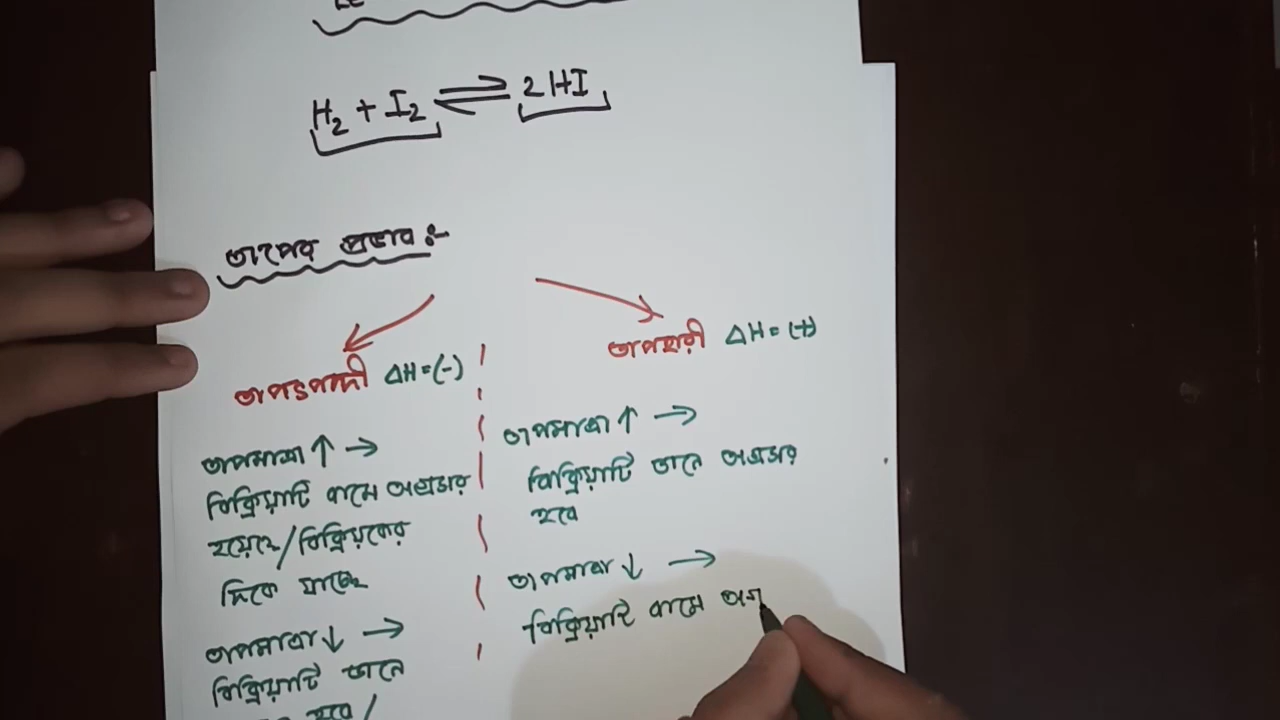 H₂ + I₂ ⇌ 2HI
তাপের প্রভাব :-
তাপউৎপাদী ΔH = (-)
তাপমাত্রা ↑ →
বিক্রিয়াটি বামে অগ্রসর
হয়েছে/বিক্রিয়কের
দিকে যাচ্ছে
তাপমাত্রা ↓ →
বিক্রিয়াটি ডানে
হবে /
তাপহারী ΔH = (+)
তাপমাত্রা ↑ →
বিক্রিয়াটি ডানে অগ্রসর
হবে
তাপমাত্রা ↓ →
বিক্রিয়াটি বামে অগ্র